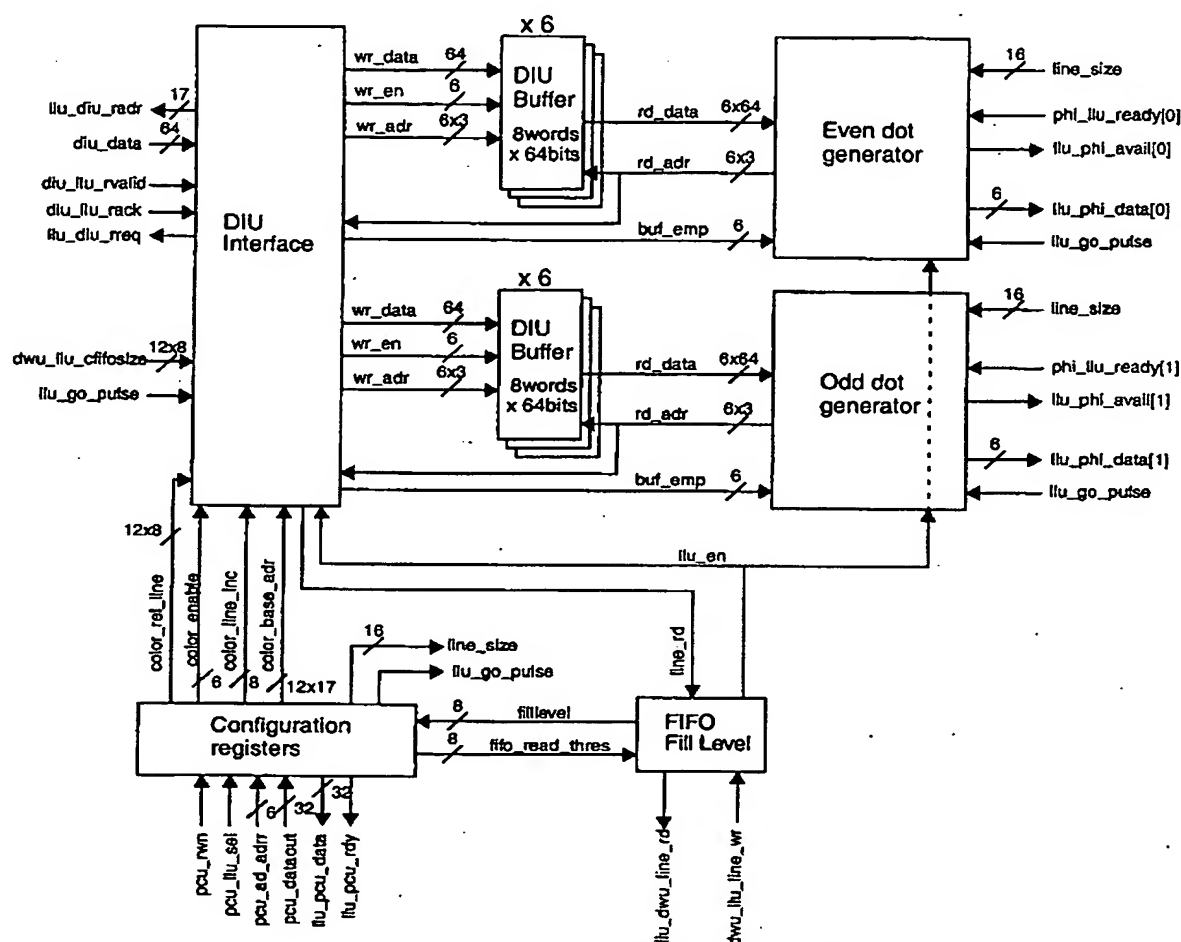 x 6
wr_data 64
wr_en 6
wr_adr 6x3
DIU
Buffer
8words
x 64bits
rd_data 6x64
rd_adr 6x3
buf_emp 6
Even dot
generator
16 line_size
phi_llu_ready[0]
llu_phi_avail[0]
6 llu_phi_data[0]
llu_go_pulse
llu_diu_radr 17
diu_data 64
diu_llu_rvalid
diu_llu_rack
llu_diu_rreq
DIU
Interface
dwu_llu_cfifosize 12x8
llu_go_pulse
x 6
wr_data 64
wr_en 6
wr_adr 6x3
DIU
Buffer
8words
x 64bits
rd_data 6x64
rd_adr 6x3
buf_emp 6
Odd dot
generator
16 line_size
phi_llu_ready[1]
llu_phi_avail[1]
6 llu_phi_data[1]
llu_go_pulse
llu_en
color_rel_line 12x8
color_enable 6
color_line_inc 8
color_base_adr 12x17
16 line_size
llu_go_pulse
line_rd
Configuration
registers
8 filllevel
8 fifo_read_thres
FIFO
Fill Level
pcu_rwn
pcu_llu_sel
pcu_ad_adrr 6
pcu_dataout 32
llu_pcu_data 32
llu_pcu_rdy
llu_dwu_line_rd
dwu_llu_line_wr